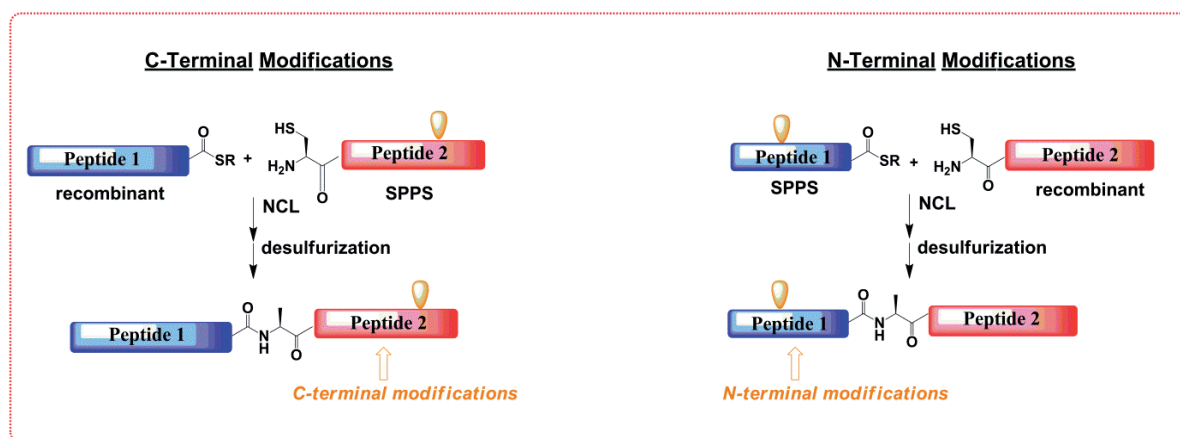 C-Terminal Modifications
O
HS
Peptide 1
SR
+
H₂N
O
Peptide 2
recombinant
SPPS
NCL
desulfurization
O
Peptide 1
N
H
O
Peptide 2
C-terminal modifications
N-Terminal Modifications
O
HS
Peptide 1
SR
+
H₂N
O
Peptide 2
SPPS
recombinant
NCL
desulfurization
O
Peptide 1
N
H
O
Peptide 2
N-terminal modifications